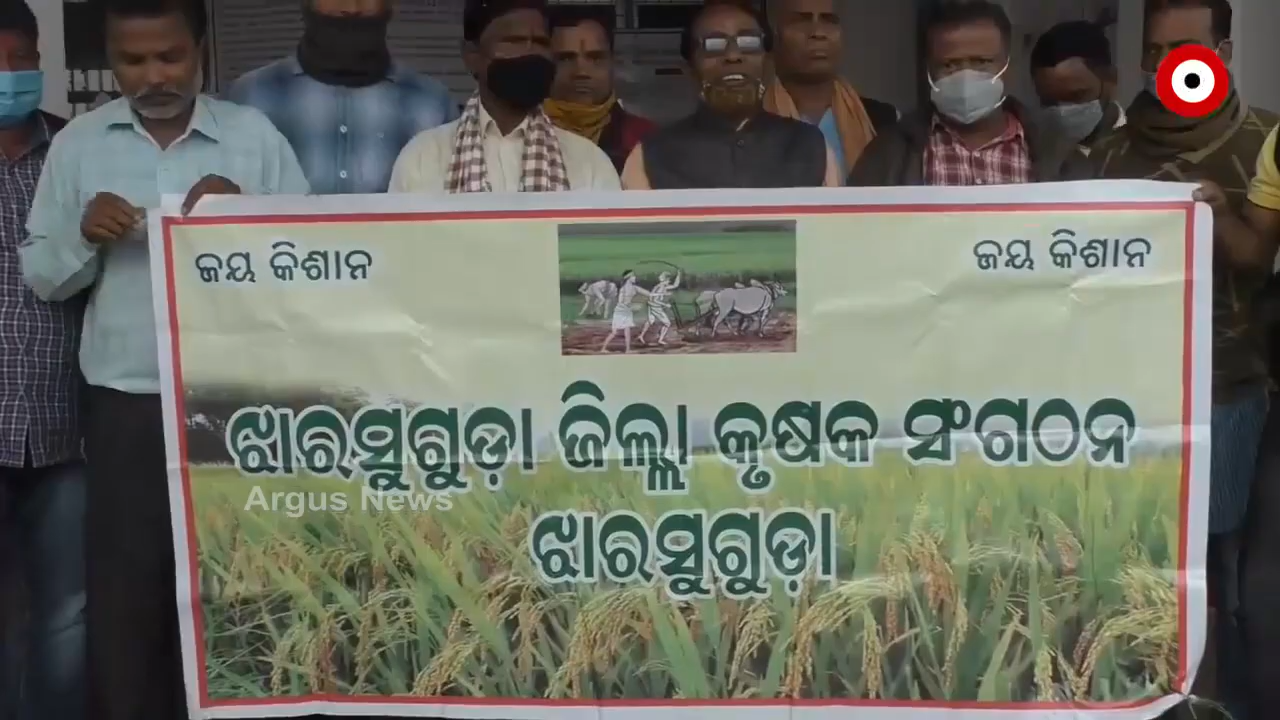 ଜୟ କିଶାନ
ଜୟ କିଶାନ
ଝାରସୁଗୁଡ଼ା ଜିଲ୍ଲା କୃଷକ ସଂଗଠନ
Argus News
ଝାରସୁଗୁଡ଼ା